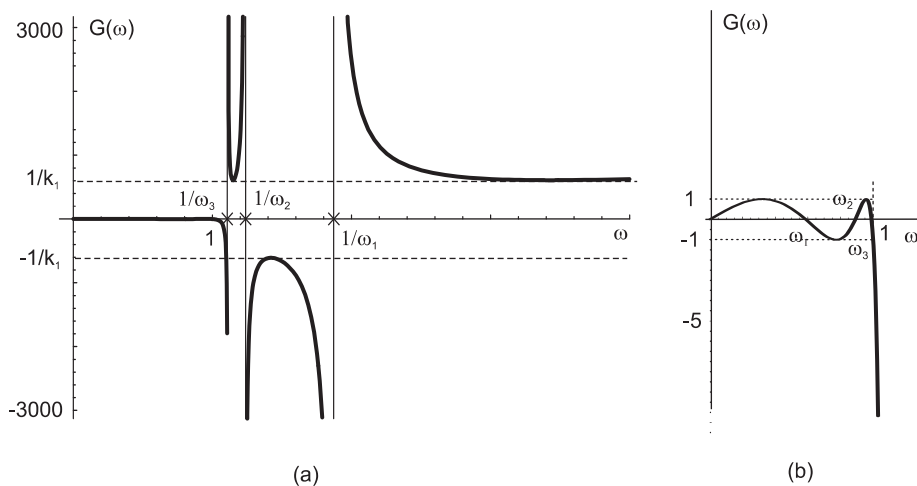 3000
G(ω)
1/k₁
1/ω₃
1/ω₂
1
1/ω₁
ω
-1/k₁
-3000
(a)
G(ω)
1
ω₂
ω₁
1
ω
-1
ω₃
-5
(b)